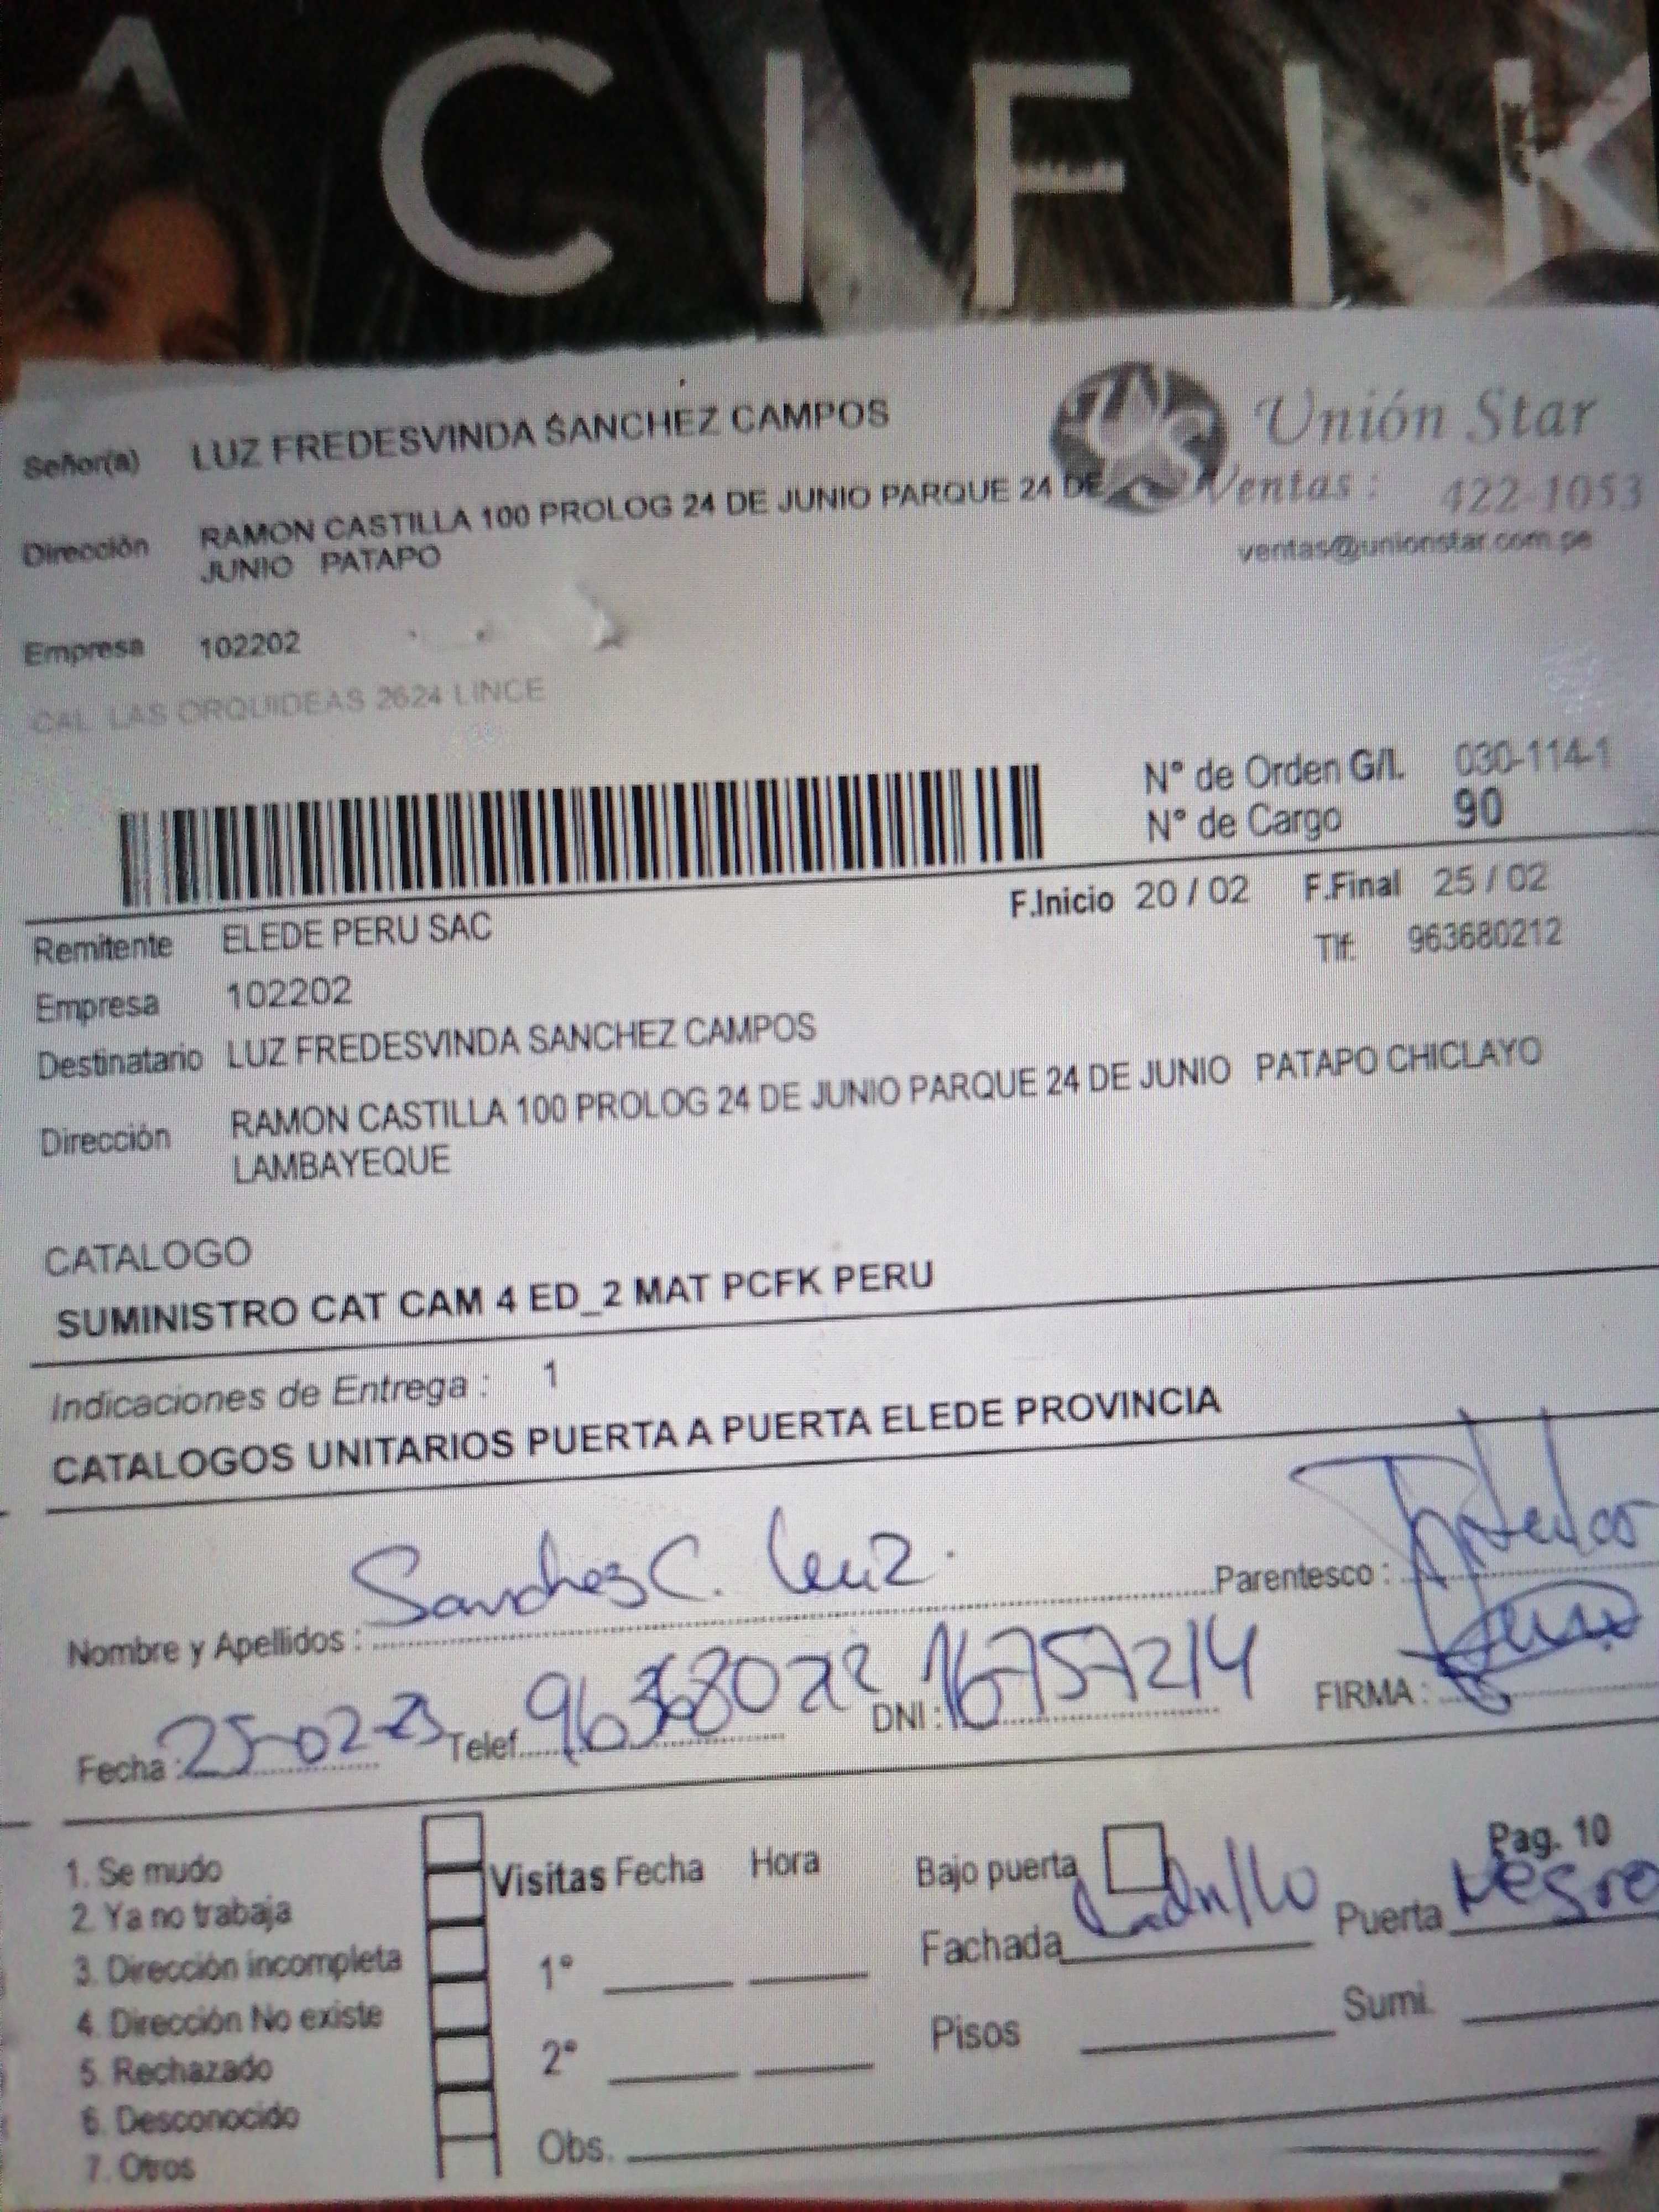 A C I F I K
Señor(a) LUZ FREDESVINDA SANCHEZ CAMPOS
Unión Star
Dirección RAMON CASTILLA 100 PROLOG 24 DE JUNIO PARQUE 24 DE
JUNIO PATAPO
Ventas : 422-1053
ventas@unionstar.com.pe
Empresa 102202
CAL LAS ORQUIDEAS 2624 LINCE
N° de Orden G/L 030-114-1
N° de Cargo 90
F.Inicio 20 / 02 F.Final 25 / 02
Remitente ELEDE PERU SAC
Tlf: 963680212
Empresa 102202
Destinatario LUZ FREDESVINDA SANCHEZ CAMPOS
Dirección RAMON CASTILLA 100 PROLOG 24 DE JUNIO PARQUE 24 DE JUNIO PATAPO CHICLAYO
LAMBAYEQUE
CATALOGO
SUMINISTRO CAT CAM 4 ED_2 MAT PCFK PERU
Indicaciones de Entrega : 1
CATALOGOS UNITARIOS PUERTA A PUERTA ELEDE PROVINCIA
Nombre y Apellidos : Sanchez C. Luz. Parentesco :
Fecha : 25-02-23 Telef. DNI : 16757214 FIRMA :
Pag. 10
1. Se mudo
2. Ya no trabaja
3. Dirección incompleta
4. Dirección No existe
5. Rechazado
6. Desconocido
7. Otros
Visitas Fecha Hora
1°
2°
Obs.
Bajo puerta
Fachada Ladrillo Puerta Negro
Pisos Sumi.